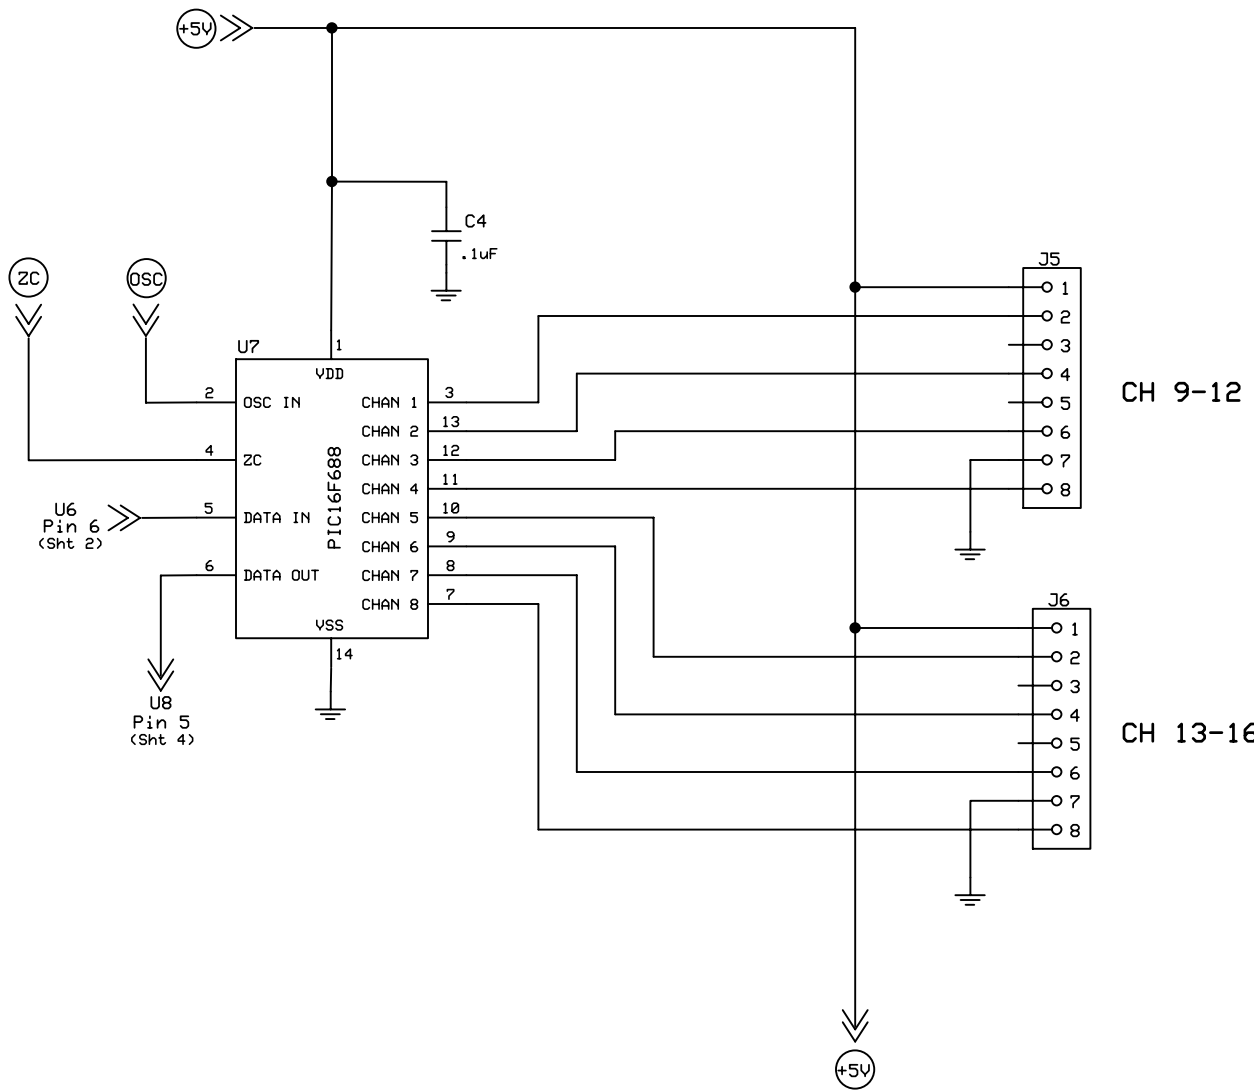 +5V
C4
.1uF
ZC
OSC
J5
1
2
3
4
5
6
7
8
CH 9-12
U7
1
VDD
2
OSC IN
CHAN 1
3
CHAN 2
13
4
ZC
CHAN 3
12
CHAN 4
11
PIC16F688
U6
Pin 6
(Sht 2)
5
DATA IN
CHAN 5
10
CHAN 6
9
6
DATA OUT
CHAN 7
8
CHAN 8
7
VSS
14
U8
Pin 5
(Sht 4)
J6
1
2
3
4
5
6
7
8
CH 13-16
+5V